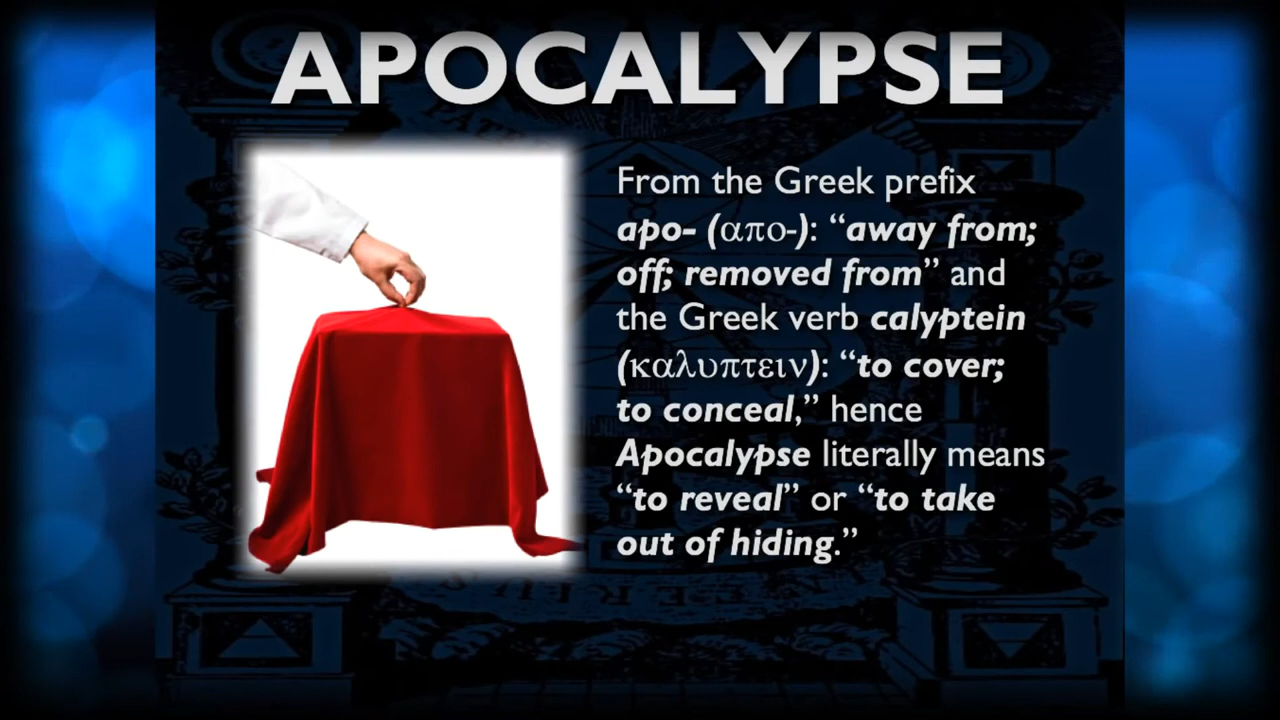 APOCALYPSE
From the Greek prefix
apo- (απο-): “away from;
off; removed from” and
the Greek verb calyptein
(καλυπτειν): “to cover;
to conceal,” hence
Apocalypse literally means
“to reveal” or “to take
out of hiding.”